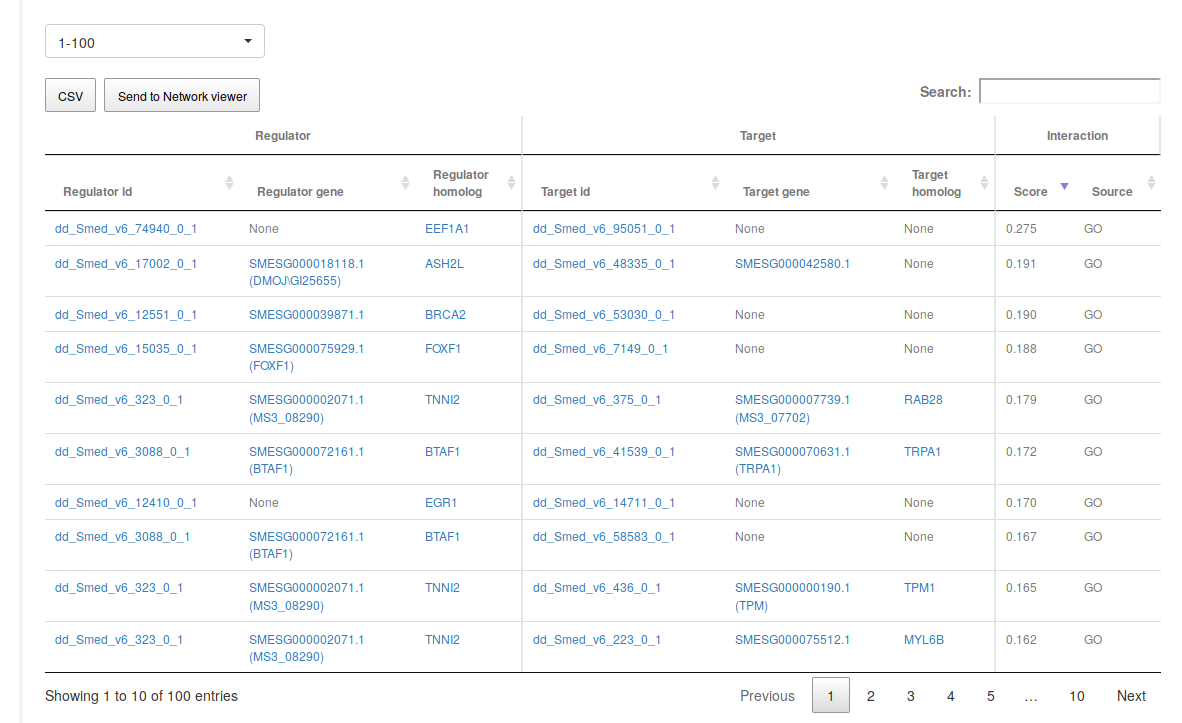 1-100
CSV Send to Network viewer Search:
Regulator Target Interaction
Regulator id Regulator gene Regulator homolog Target id Target gene Target homolog Score Source
dd_Smed_v6_74940_0_1 None EEF1A1 dd_Smed_v6_95051_0_1 None None 0.275 GO
dd_Smed_v6_17002_0_1 SMESG000018118.1 ASH2L dd_Smed_v6_48335_0_1 SMESG000042580.1 None 0.191 GO
(DMOJ\GI25655)
dd_Smed_v6_12551_0_1 SMESG000039871.1 BRCA2 dd_Smed_v6_53030_0_1 None None 0.190 GO
dd_Smed_v6_15035_0_1 SMESG000075929.1 FOXF1 dd_Smed_v6_7149_0_1 None None 0.188 GO
(FOXF1)
dd_Smed_v6_323_0_1 SMESG000002071.1 TNNI2 dd_Smed_v6_375_0_1 SMESG000007739.1 RAB28 0.179 GO
(MS3_08290) (MS3_07702)
dd_Smed_v6_3088_0_1 SMESG000072161.1 BTAF1 dd_Smed_v6_41539_0_1 SMESG000070631.1 TRPA1 0.172 GO
(BTAF1) (TRPA1)
dd_Smed_v6_12410_0_1 None EGR1 dd_Smed_v6_14711_0_1 None None 0.170 GO
dd_Smed_v6_3088_0_1 SMESG000072161.1 BTAF1 dd_Smed_v6_58583_0_1 None None 0.167 GO
(BTAF1)
dd_Smed_v6_323_0_1 SMESG000002071.1 TNNI2 dd_Smed_v6_436_0_1 SMESG000000190.1 TPM1 0.165 GO
(MS3_08290) (TPM)
dd_Smed_v6_323_0_1 SMESG000002071.1 TNNI2 dd_Smed_v6_223_0_1 SMESG000075512.1 MYL6B 0.162 GO
(MS3_08290)
Showing 1 to 10 of 100 entries Previous 1 2 3 4 5 … 10 Next